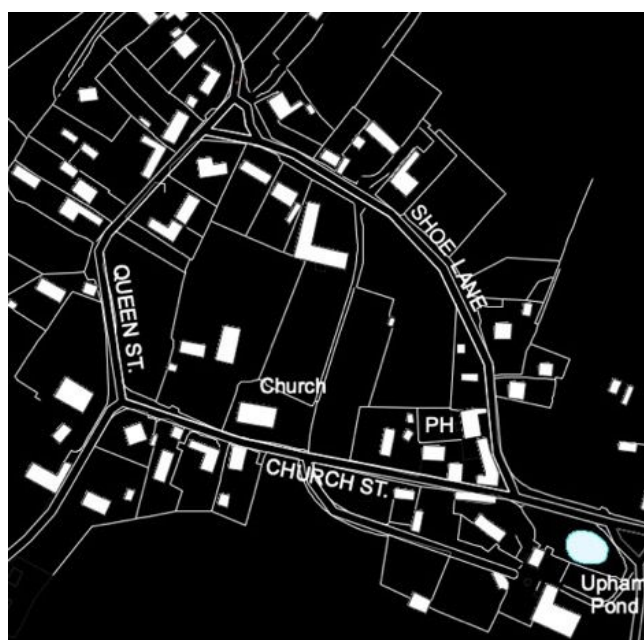 SHOE LANE
QUEEN ST.
Church
PH
CHURCH ST.
Upham
Pond